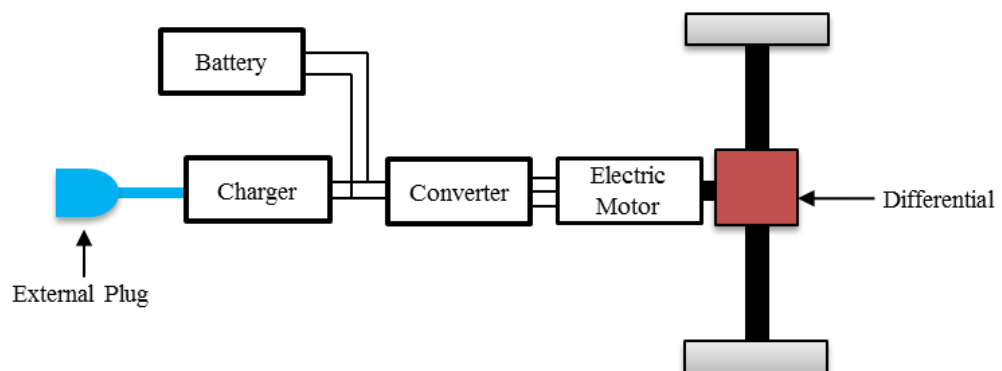 Battery
Charger
Converter
Electric
Motor
Differential
External Plug